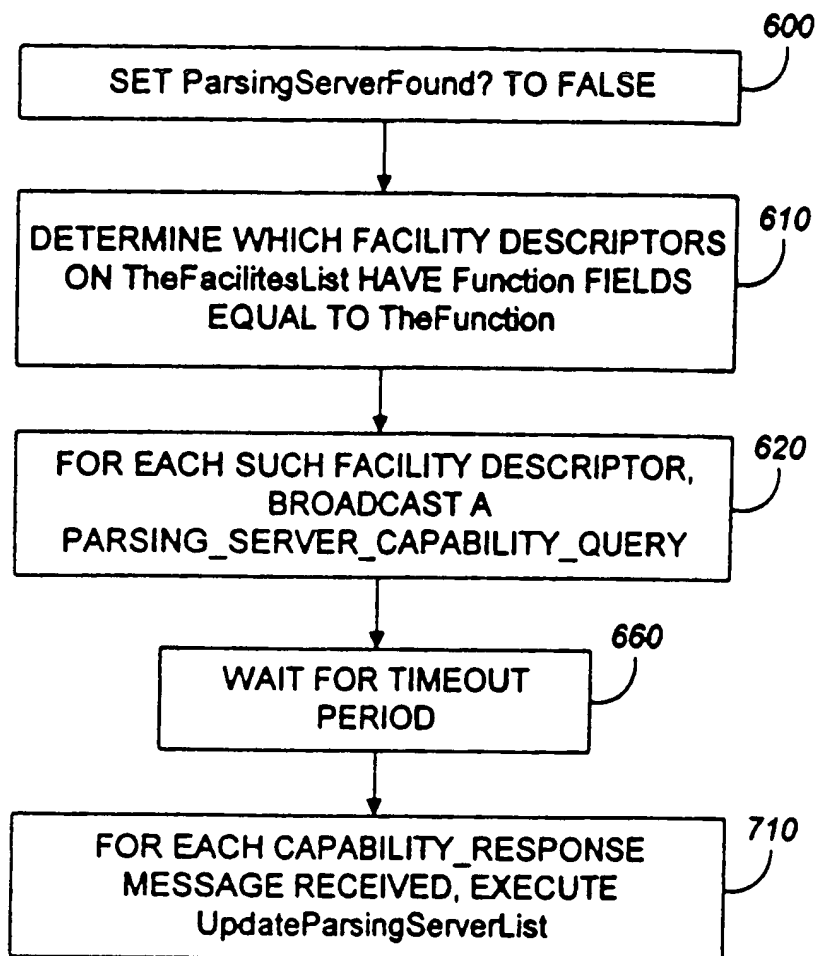 600
SET ParsingServerFound? TO FALSE
610
DETERMINE WHICH FACILITY DESCRIPTORS
ON TheFacilitesList HAVE Function FIELDS
EQUAL TO TheFunction
620
FOR EACH SUCH FACILITY DESCRIPTOR,
BROADCAST A
PARSING_SERVER_CAPABILITY_QUERY
660
WAIT FOR TIMEOUT
PERIOD
710
FOR EACH CAPABILITY_RESPONSE
MESSAGE RECEIVED, EXECUTE
UpdateParsingServerList